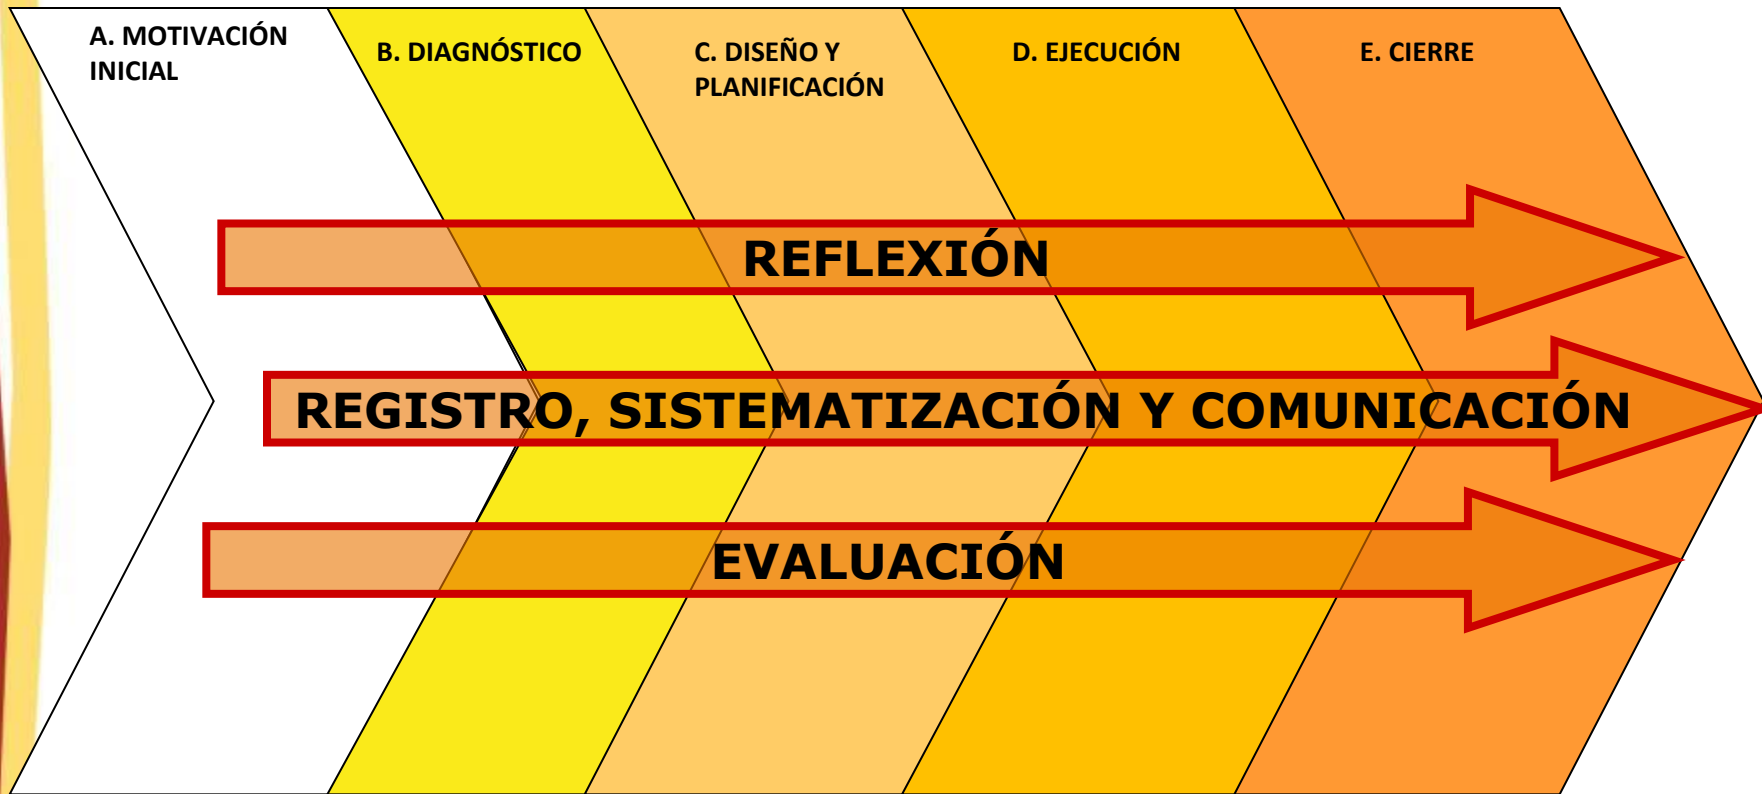 A. MOTIVACIÓN
INICIAL
B. DIAGNÓSTICO
C. DISEÑO Y
PLANIFICACIÓN
D. EJECUCIÓN
E. CIERRE
REFLEXIÓN
REGISTRO, SISTEMATIZACIÓN Y COMUNICACIÓN
EVALUACIÓN